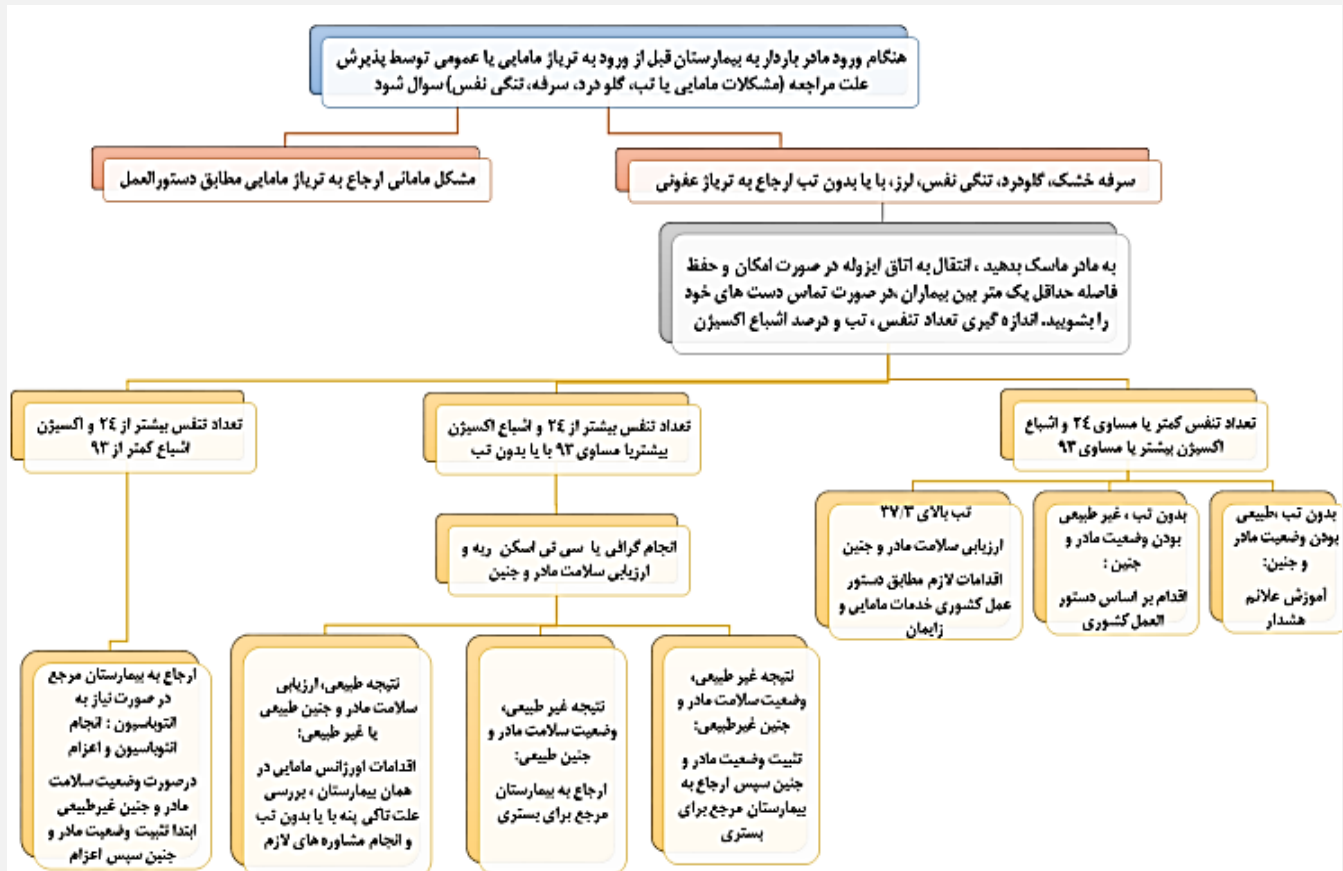 هنگام ورود مادر باردار به بیمارستان قبل از ورود به تریاژ مامایی یا عمومی توسط پذیرش
علت مراجعه (مشکلات مامایی یا تب، گلو درد، سرفه، تنگی نفس) سوال شود
سرفه خشک، گلودرد، تنگی نفس، لرز، با یا بدون تب ارجاع به تریاژ عفونی
مشکل مامائی ارجاع به تریاژ مامایی مطابق دستورالعمل
به مادر ماسک بدهید ، انتقال به اتاق ایزوله در صورت امکان و حفظ
فاصله حداقل یک متر بین بیماران ،در صورت تماس دست های خود
را بشویید. اندازه گیری تعداد تنفس ، تب و درصد اشباع اکسیژن
تعداد تنفس کمتر یا مساوی ٢٤ و اشباع
اکسیژن بیشتر یا مساوی ٩٣
تعداد تنفس بیشتر از ٢٤ و اشباع اکسیژن
بیشتریا مساوی ٩٣ با یا بدون تب
تعداد تنفس بیشتر از ٢٤ و اکسیژن
اشباع کمتر از ٩٣
بدون تب ،طبیعی
بودن وضعیت مادر
و جنین:
آموزش علائم
هشدار
بدون تب ، غیر طبیعی
بودن وضعیت مادر و
جنین :
اقدام بر اساس دستور
العمل کشوری
تب بالای ٣٧/٣
ارزیابی سلامت مادر و جنین
اقدامات لازم مطابق دستور
عمل کشوری خدمات مامایی و
زایمان
انجام گرافی یا سی تی اسکن ریه و
ارزیابی سلامت مادر و جنین
نتیجه غیر طبیعی،
وضعیت سلامت مادر و
جنین غیرطبیعی:
تثبیت وضعیت مادر و
جنین سپس ارجاع به
بیمارستان مرجع برای
بستری
نتیجه غیر طبیعی،
وضعیت سلامت مادر و
جنین طبیعی:
ارجاع به بیمارستان
مرجع برای بستری
نتیجه طبیعی، ارزیابی
سلامت مادر و جنین طبیعی
یا غیر طبیعی:
اقدامات اورژانس مامایی در
همان بیمارستان ، بررسی
علت تاکی پنه با یا بدون تب
و انجام مشاوره های لازم
ارجاع به بیمارستان مرجع
در صورت نیاز به
انتوباسیون : انجام
انتوباسیون و اعزام
درصورت وضعیت سلامت
مادر و جنین غیرطبیعی
ابتدا تثبیت وضعیت مادر و
جنین سپس اعزام